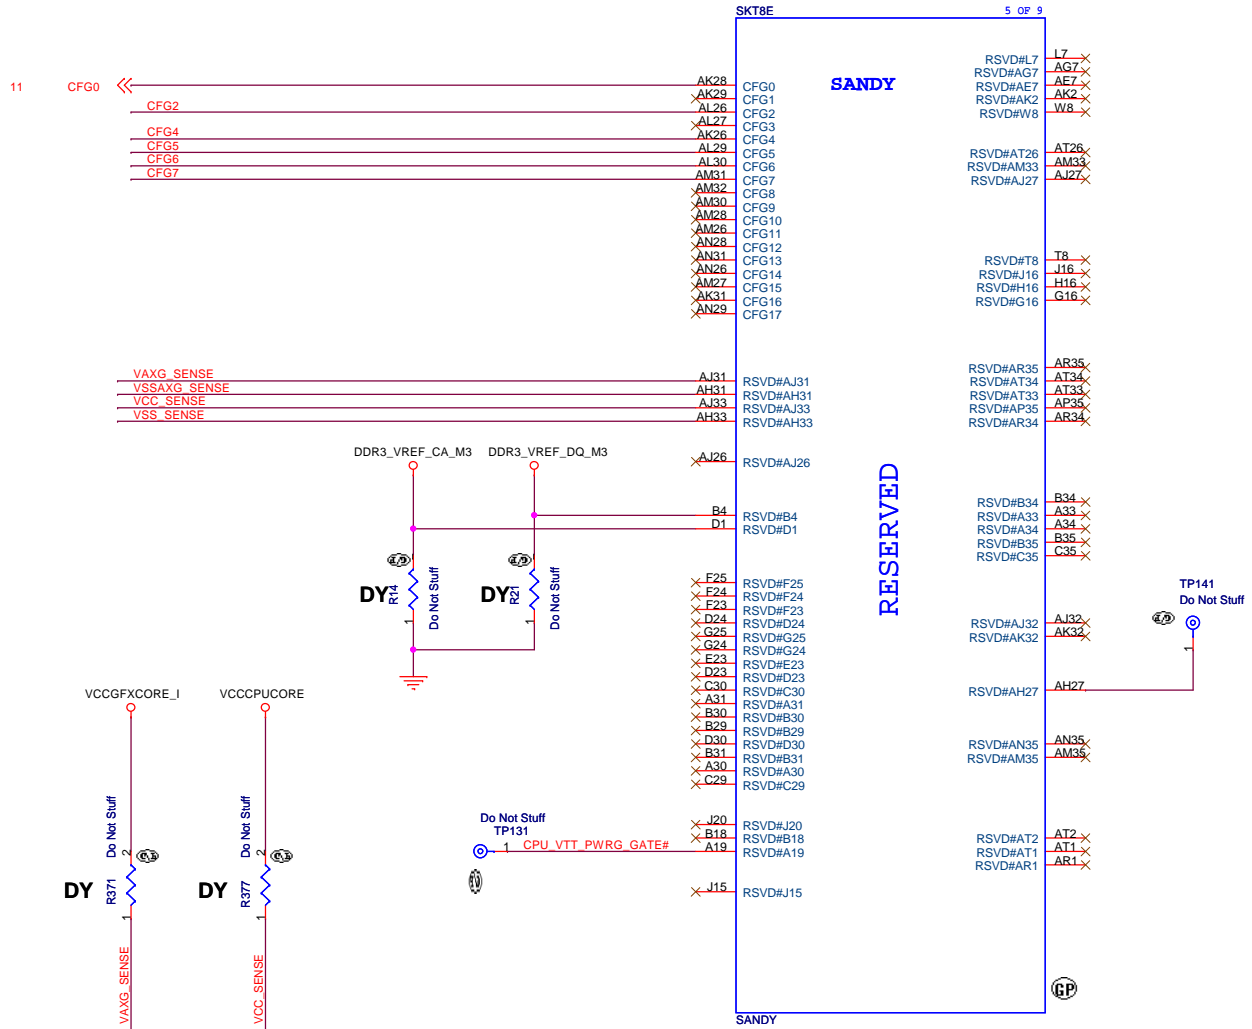 SKT8E
5 OF 9
SANDY
RESERVED
11 CFG0
CFG2
CFG4
CFG5
CFG6
CFG7
AK28 CFG0
AK29 CFG1
AL26 CFG2
AL27 CFG3
AK26 CFG4
AL29 CFG5
AL30 CFG6
AM31 CFG7
AM32 CFG8
AM30 CFG9
AM28 CFG10
AM26 CFG11
AN28 CFG12
AN31 CFG13
AN26 CFG14
AM27 CFG15
AK31 CFG16
AN29 CFG17
VAXG_SENSE AJ31 RSVD#AJ31
VSSAXG_SENSE AH31 RSVD#AH31
VCC_SENSE AJ33 RSVD#AJ33
VSS_SENSE AH33 RSVD#AH33
AJ26 RSVD#AJ26
DDR3_VREF_CA_M3
DDR3_VREF_DQ_M3
B4 RSVD#B4
D1 RSVD#D1
DY R14 Do Not Stuff
1
DY R21 Do Not Stuff
1
F25 RSVD#F25
F24 RSVD#F24
F23 RSVD#F23
D24 RSVD#D24
G25 RSVD#G25
G24 RSVD#G24
E23 RSVD#E23
D23 RSVD#D23
C30 RSVD#C30
A31 RSVD#A31
B30 RSVD#B30
B29 RSVD#B29
D30 RSVD#D30
B31 RSVD#B31
A30 RSVD#A30
C29 RSVD#C29
J20 RSVD#J20
B18 RSVD#B18
A19 RSVD#A19
J15 RSVD#J15
Do Not Stuff
TP131
1 CPU_VTT_PWRG_GATE#
VCCGFXCORE_I
VCCCPUCORE
Do Not Stuff
2
DY R371
1
VAXG_SENSE
Do Not Stuff
2
DY R377
1
VCC_SENSE
RSVD#L7 L7
RSVD#AG7 AG7
RSVD#AE7 AE7
RSVD#AK2 AK2
RSVD#W8 W8
RSVD#AT26 AT26
RSVD#AM33 AM33
RSVD#AJ27 AJ27
RSVD#T8 T8
RSVD#J16 J16
RSVD#H16 H16
RSVD#G16 G16
RSVD#AR35 AR35
RSVD#AT34 AT34
RSVD#AT33 AT33
RSVD#AP35 AP35
RSVD#AR34 AR34
RSVD#B34 B34
RSVD#A33 A33
RSVD#A34 A34
RSVD#B35 B35
RSVD#C35 C35
RSVD#AJ32 AJ32
RSVD#AK32 AK32
RSVD#AH27 AH27
TP141
Do Not Stuff
1
RSVD#AN35 AN35
RSVD#AM35 AM35
RSVD#AT2 AT2
RSVD#AT1 AT1
RSVD#AR1 AR1
GP
SANDY